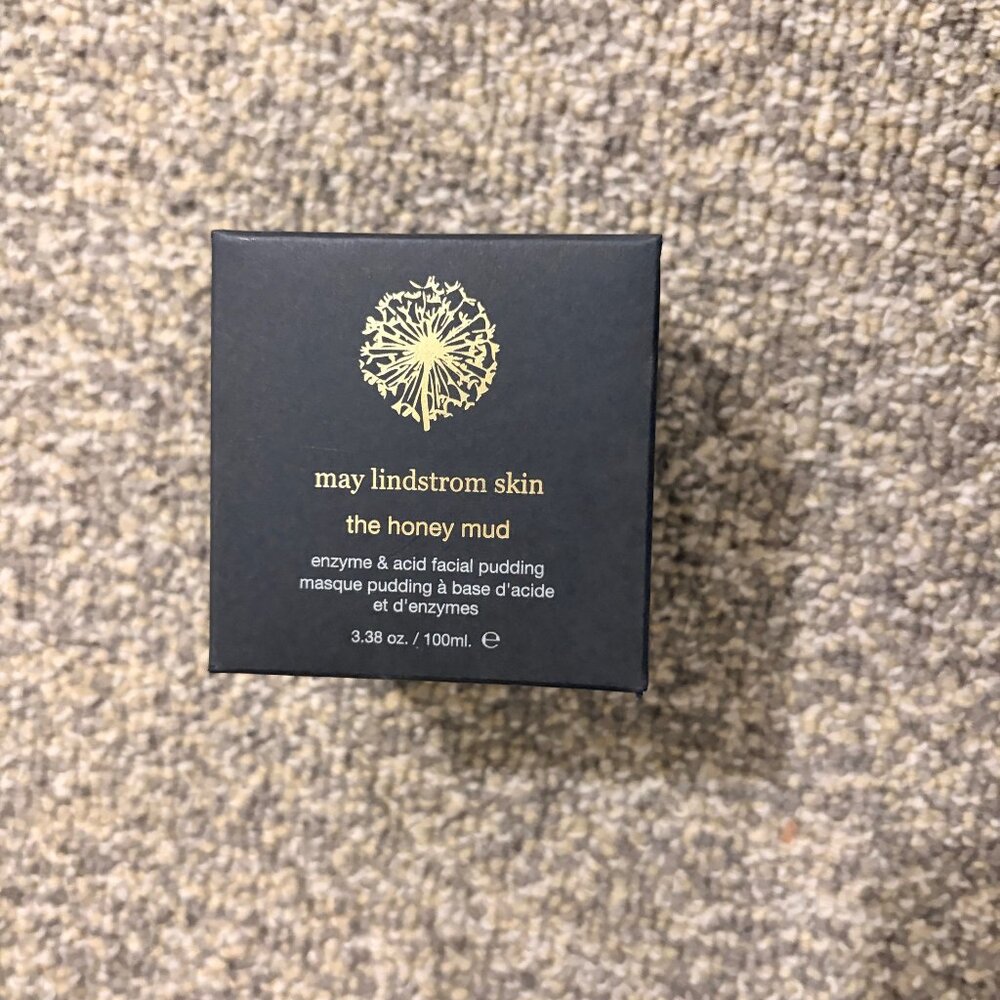 may lindstrom skin
the honey mud
enzyme & acid facial pudding
masque pudding à base d'acide
et d'enzymes
3.38 oz. / 100ml. ℮